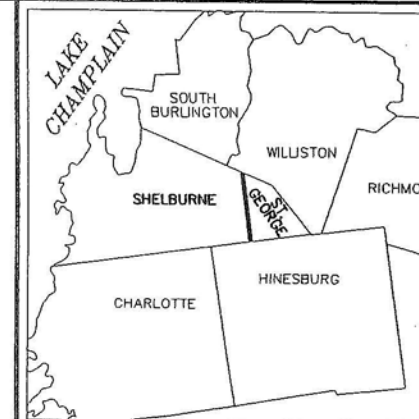 LAKE
CHAMPLAIN
SOUTH
BURLINGTON
WILLISTON
SHELBURNE
ST
GEORGE
RICHMO
CHARLOTTE
HINESBURG